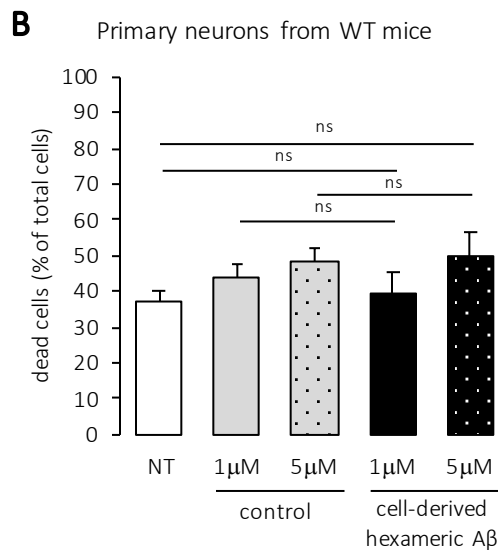 B
Primary neurons from WT mice
dead cells (% of total cells)
100
90
80
70
60
50
40
30
20
10
0
ns
ns
ns
ns
NT 1μM 5μM 1μM 5μM
control
cell-derived
hexameric Aβ